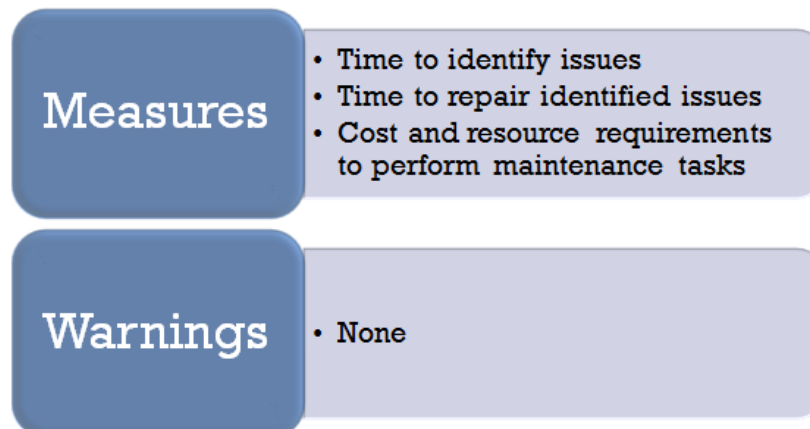 Measures
• Time to identify issues
• Time to repair identified issues
• Cost and resource requirements
to perform maintenance tasks
Warnings
• None